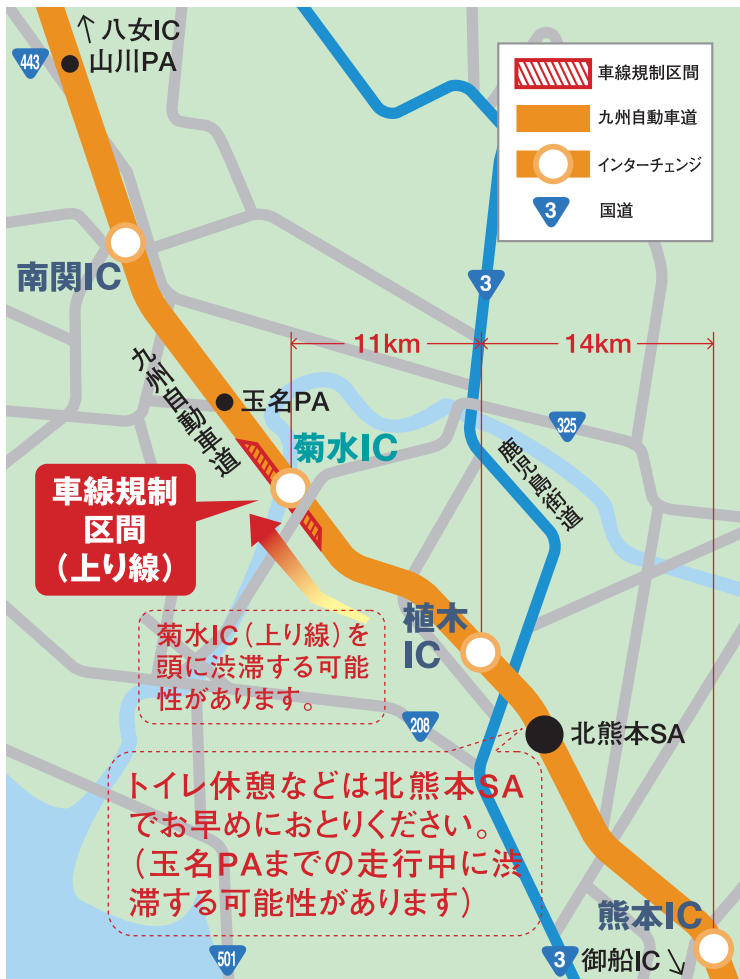 ↑八女IC
443
山川PA
車線規制区間
九州自動車道
インターチェンジ
3
国道
南関IC
3
11km
14km
九州自動車道
玉名PA
325
菊水IC
鹿児島街道
車線規制
区間
(上り線)
植木
IC
菊水IC(上り線)を
頭に渋滞する可能
性があります。
208
北熊本SA
トイレ休憩などは北熊本SA
でお早めにおとりください。
(玉名PAまでの走行中に渋
滞する可能性があります)
熊本IC
501
3
御船IC↘